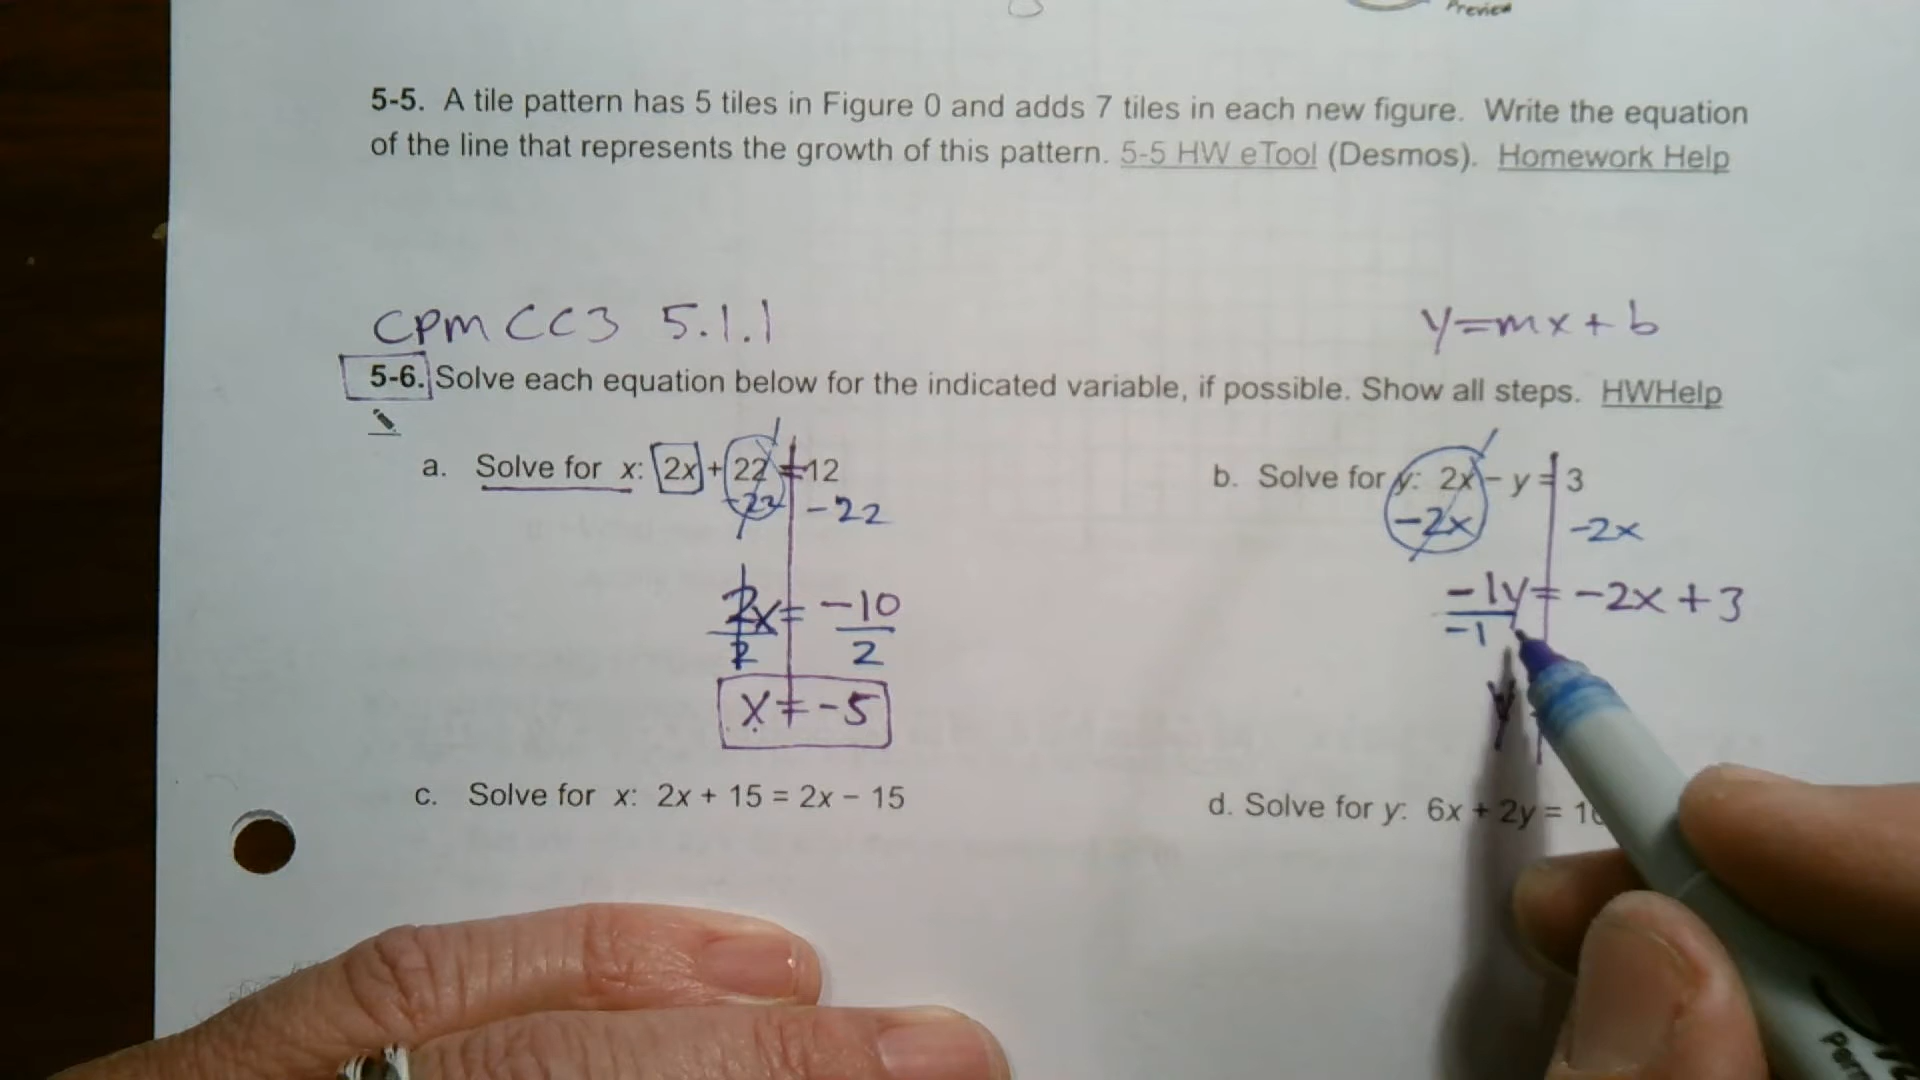 Preview
5-5. A tile pattern has 5 tiles in Figure 0 and adds 7 tiles in each new figure. Write the equation
of the line that represents the growth of this pattern. 5-5 HW eTool (Desmos). Homework Help
CPM CC3 5.1.1
y=mx+b
5-6. Solve each equation below for the indicated variable, if possible. Show all steps. HWHelp
a. Solve for x: 2x + 22 = 12
-22 -22
2x = -10
2 2
x = -5
b. Solve for y: 2x - y = 3
-2x -2x
-1y = -2x + 3
-1
y
c. Solve for x: 2x + 15 = 2x − 15
d. Solve for y: 6x + 2y =